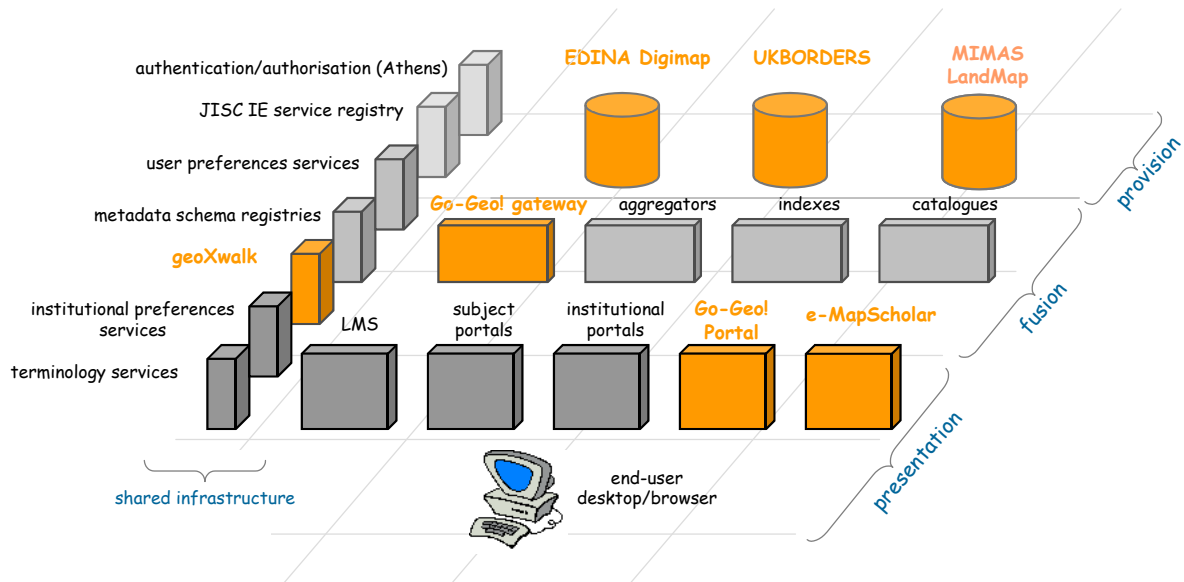 authentication/authorisation (Athens)
JISC IE service registry
user preferences services
metadata schema registries
geoXwalk
institutional preferences
services
terminology services
shared infrastructure
EDINA Digimap
UKBORDERS
MIMAS
LandMap
provision
Go-Geo! gateway
aggregators
indexes
catalogues
fusion
LMS
subject
portals
institutional
portals
Go-Geo!
Portal
e-MapScholar
presentation
end-user
desktop/browser